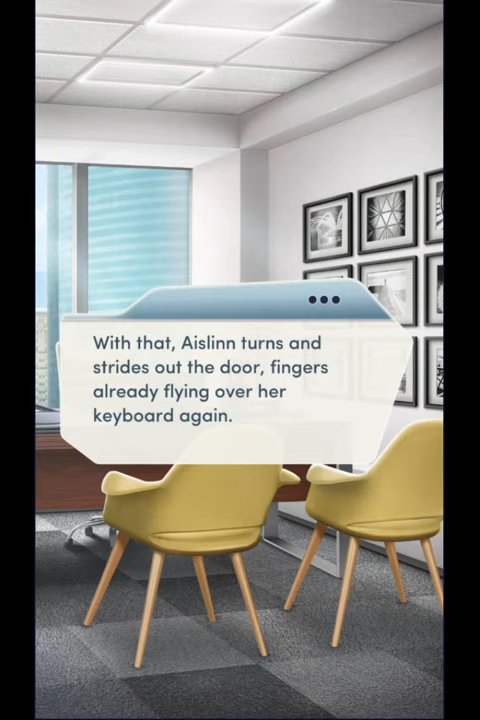 With that, Aislinn turns and
strides out the door, fingers
already flying over her
keyboard again.